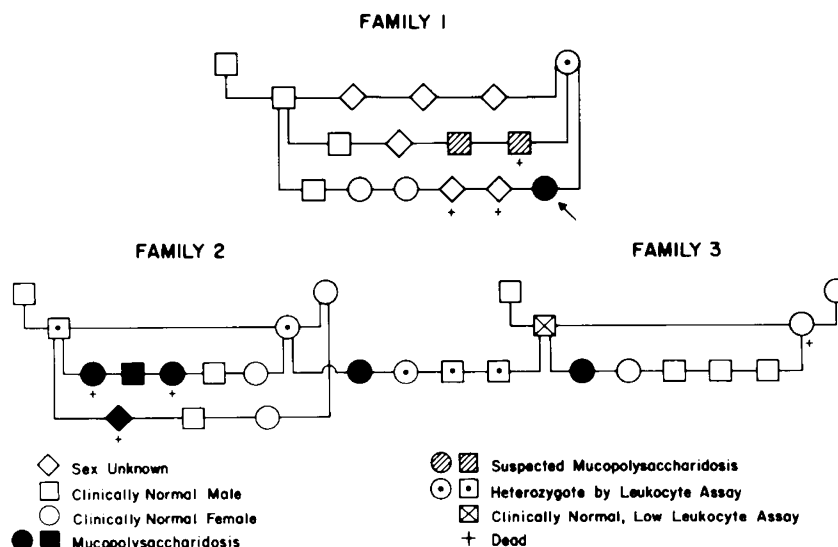 FAMILY 1
FAMILY 2
FAMILY 3
Sex Unknown
Clinically Normal Male
Clinically Normal Female
Mucopolysaccharidosis
Suspected Mucopolysaccharidosis
Heterozygote by Leukocyte Assay
Clinically Normal, Low Leukocyte Assay
+ Dead